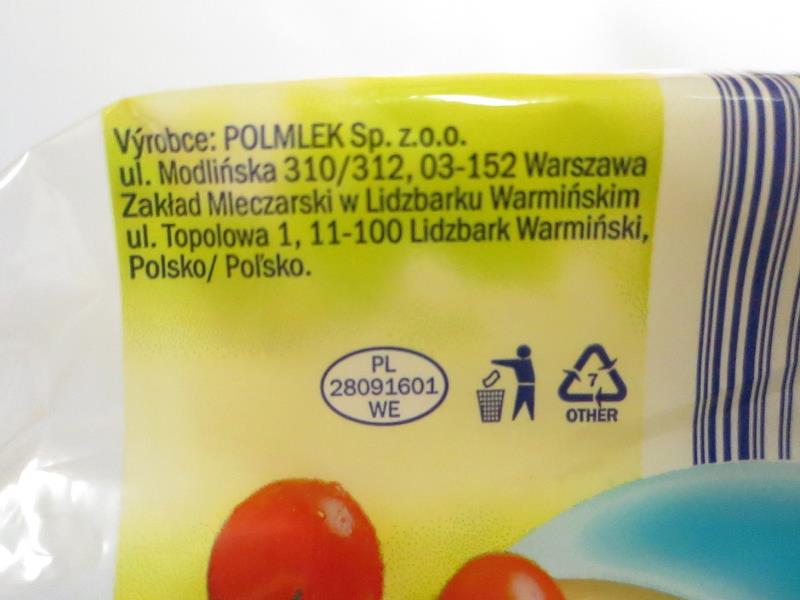 Výrobce: POLMLEK Sp. z.o.o.
ul. Modlińska 310/312, 03-152 Warszawa
Zakład Mleczarski w Lidzbarku Warmińskim
ul. Topolowa 1, 11-100 Lidzbark Warmiński,
Polsko/ Poľsko.
PL
28091601
WE
7
OTHER